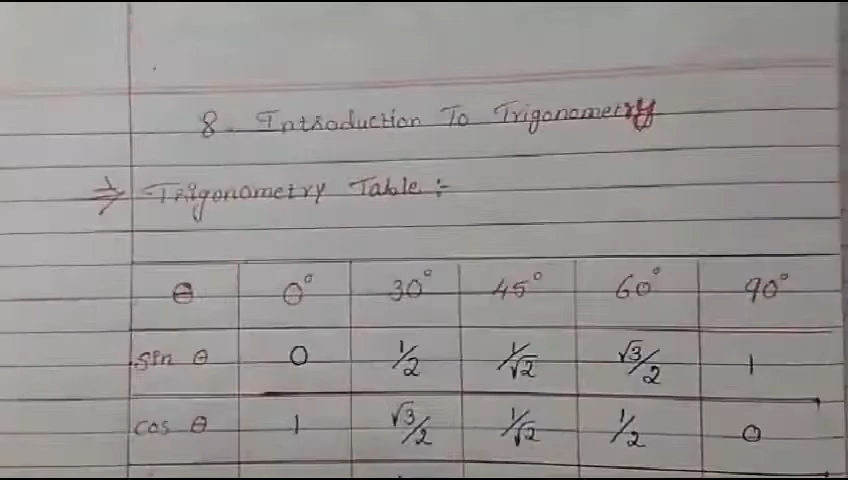 8. Introduction To Trigonometry
⇒ Trigonometry Table :-
θ 0° 30° 45° 60° 90°
sin θ 0 1/2 1/√2 √3/2 1
cos θ 1 √3/2 1/√2 1/2 0